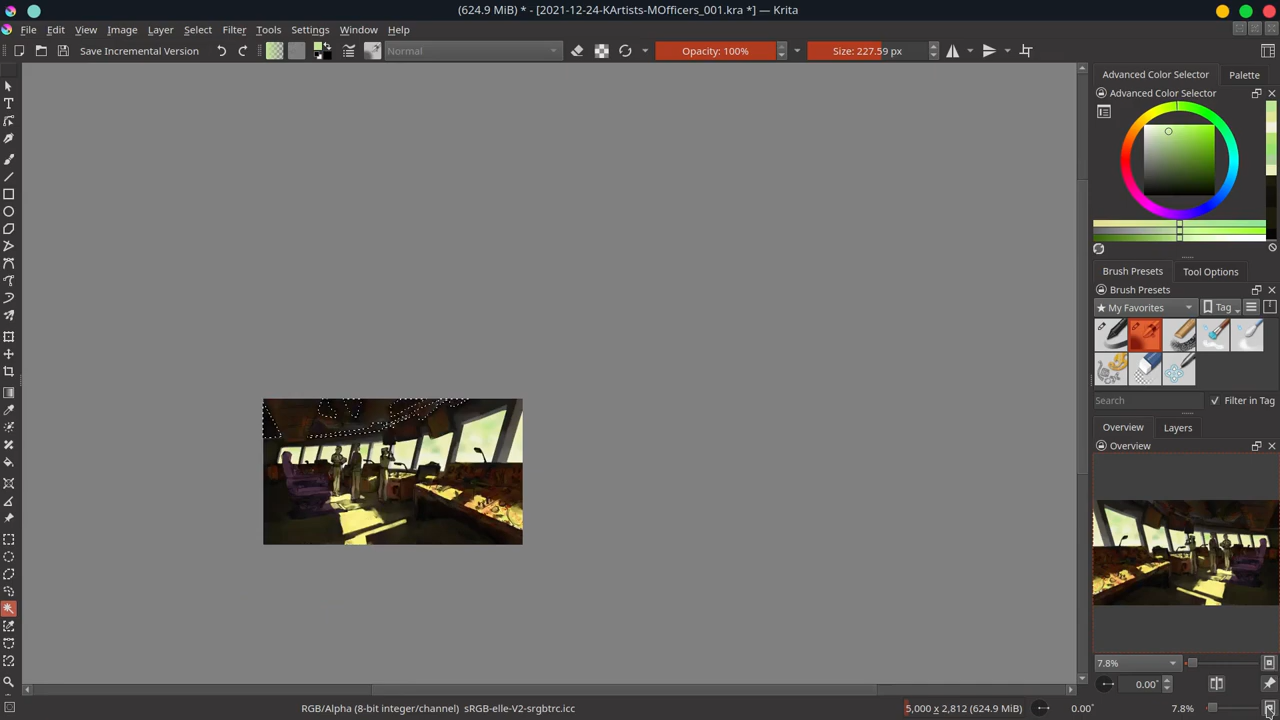 (624.9 MiB) * - [2021-12-24-KArtists-MOfficers_001.kra *] — Krita
File Edit View Image Layer Select Filter Tools Settings Window Help
Save Incremental Version Normal Opacity: 100% Size: 227.59 px
Advanced Color Selector Palette
Advanced Color Selector
Brush Presets Tool Options
Brush Presets
★ My Favorites Tag
Search Filter in Tag
Overview Layers
Overview
7.8%
0.00°
RGB/Alpha (8-bit integer/channel) sRGB-elle-V2-srgbtrc.icc 5,000 x 2,812 (624.9 MiB) 0.00° 7.8%